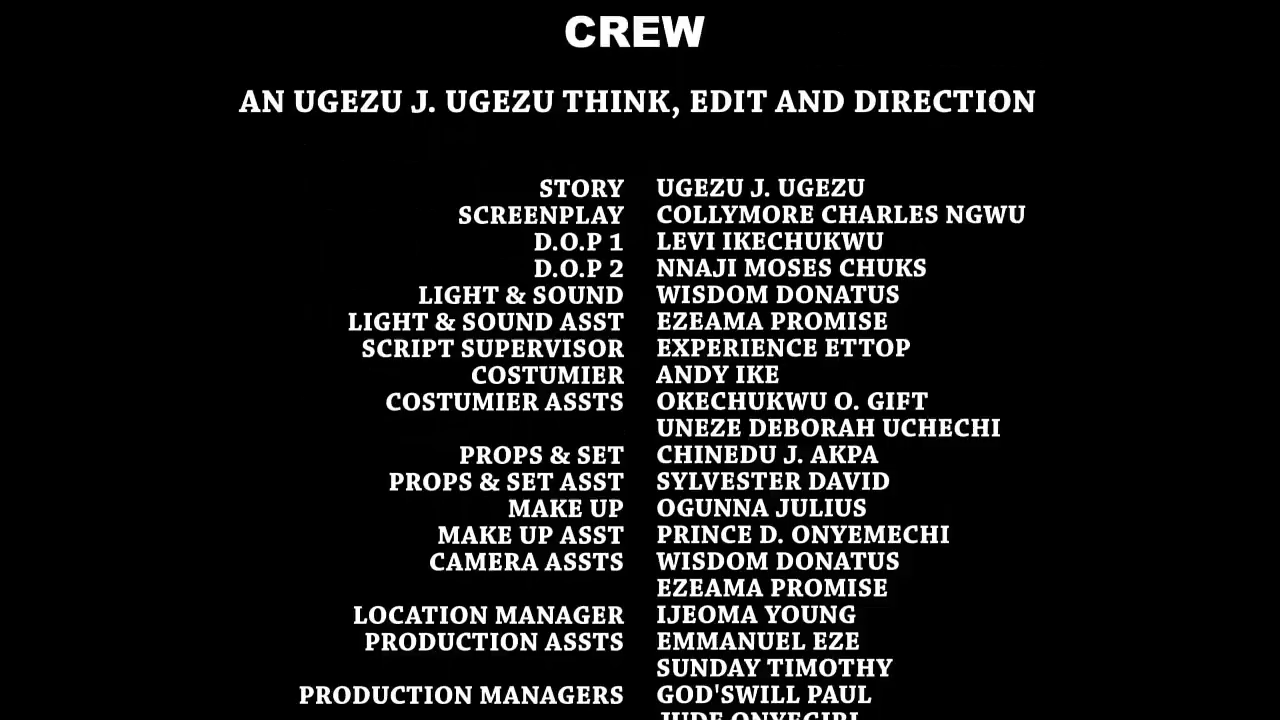 CREW
AN UGEZU J. UGEZU THINK, EDIT AND DIRECTION
STORY UGEZU J. UGEZU
SCREENPLAY COLLYMORE CHARLES NGWU
D.O.P 1 LEVI IKECHUKWU
D.O.P 2 NNAJI MOSES CHUKS
LIGHT & SOUND WISDOM DONATUS
LIGHT & SOUND ASST EZEAMA PROMISE
SCRIPT SUPERVISOR EXPERIENCE ETTOP
COSTUMIER ANDY IKE
COSTUMIER ASSTS OKECHUKWU O. GIFT
UNEZE DEBORAH UCHECHI
PROPS & SET CHINEDU J. AKPA
PROPS & SET ASST SYLVESTER DAVID
MAKE UP OGUNNA JULIUS
MAKE UP ASST PRINCE D. ONYEMECHI
CAMERA ASSTS WISDOM DONATUS
EZEAMA PROMISE
LOCATION MANAGER IJEOMA YOUNG
PRODUCTION ASSTS EMMANUEL EZE
SUNDAY TIMOTHY
PRODUCTION MANAGERS GOD'SWILL PAUL
JUDE